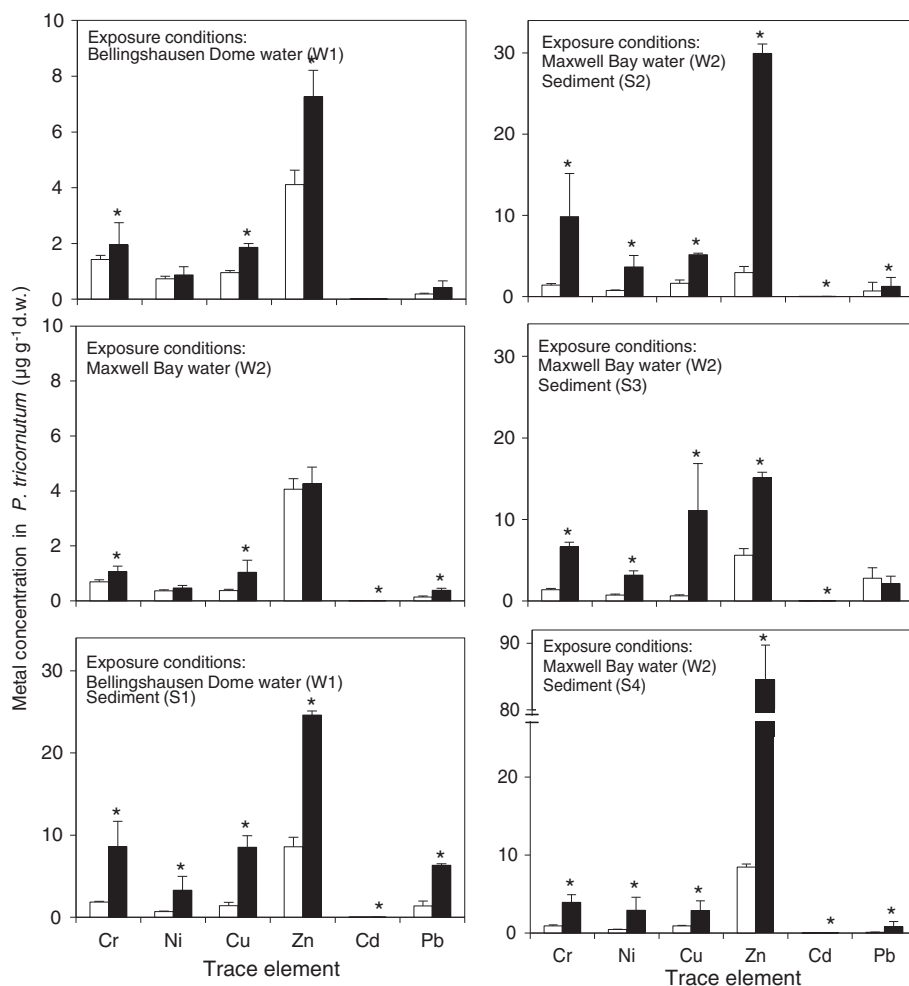 Metal concentration in P. tricornutum (µg g⁻¹ d.w.)
10
8
6
4
2
0
Exposure conditions:
Bellingshausen Dome water (W1)
*
*
*
30
20
10
0
Exposure conditions:
Maxwell Bay water (W2)
Sediment (S2)
*
*
*
*
*
*
10
8
6
4
2
0
Exposure conditions:
Maxwell Bay water (W2)
*
*
*
*
30
20
10
0
Exposure conditions:
Maxwell Bay water (W2)
Sediment (S3)
*
*
*
*
*
30
20
10
0
Exposure conditions:
Bellingshausen Dome water (W1)
Sediment (S1)
*
*
*
*
*
*
Cr Ni Cu Zn Cd Pb
Trace element
90
80
20
10
0
Exposure conditions:
Maxwell Bay water (W2)
Sediment (S4)
*
*
*
*
*
*
Cr Ni Cu Zn Cd Pb
Trace element